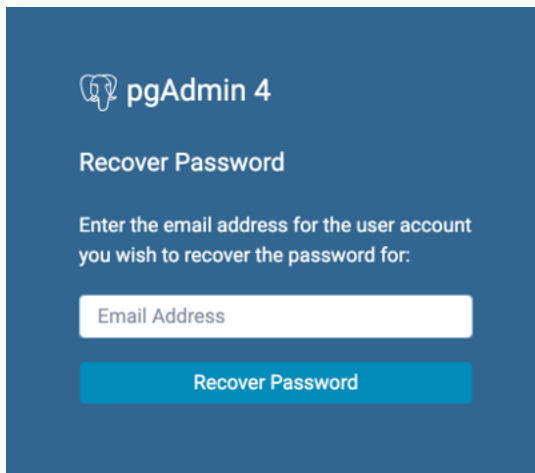 pgAdmin 4
Recover Password
Enter the email address for the user account
you wish to recover the password for:
Email Address
Recover Password